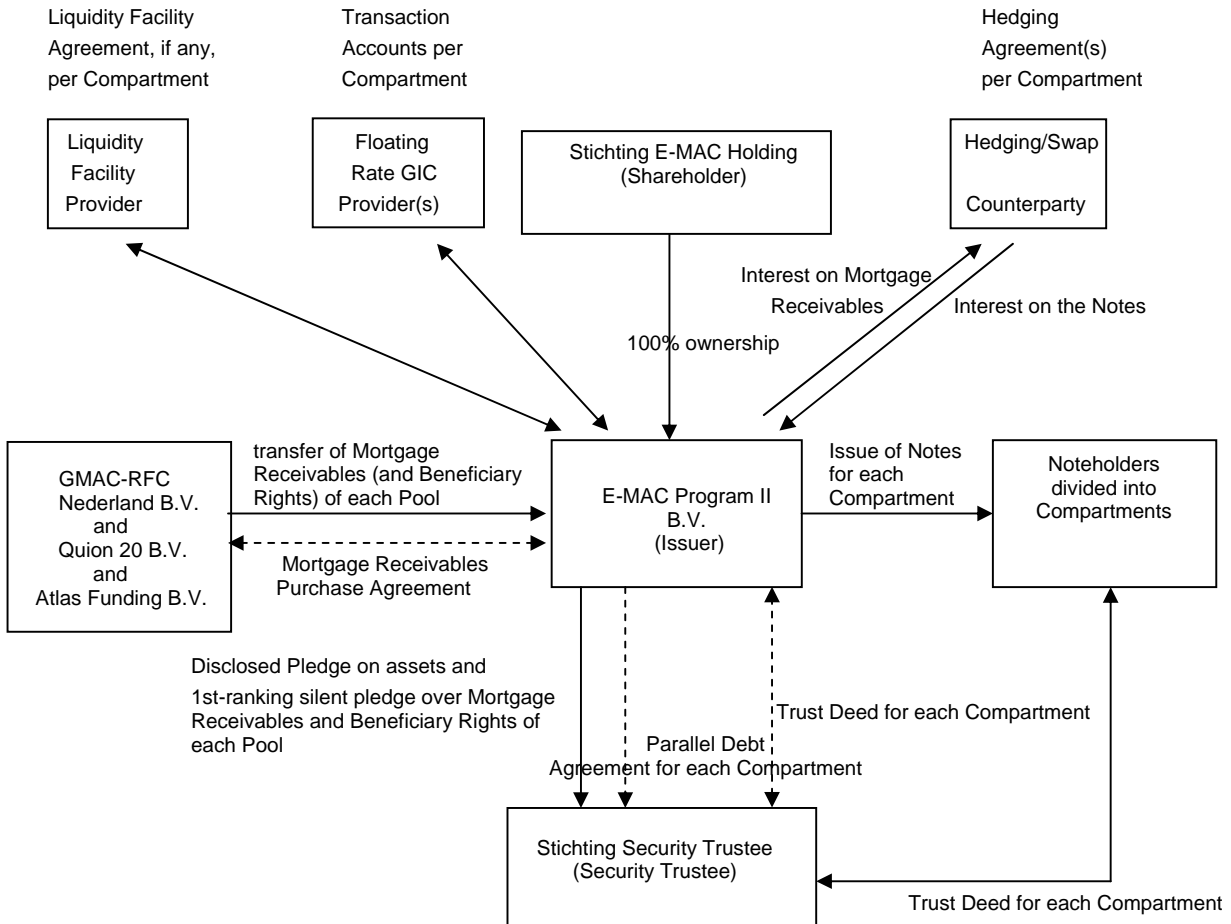 Liquidity Facility
Agreement, if any,
per Compartment
Transaction
Accounts per
Compartment
Hedging
Agreement(s)
per Compartment
Liquidity
Facility
Provider
Floating
Rate GIC
Provider(s)
Stichting E-MAC Holding
(Shareholder)
Hedging/Swap
Counterparty
Interest on Mortgage
Receivables
Interest on the Notes
100% ownership
GMAC-RFC
Nederland B.V.
and
Quion 20 B.V.
and
Atlas Funding B.V.
transfer of Mortgage
Receivables (and Beneficiary
Rights) of each Pool
Mortgage Receivables
Purchase Agreement
E-MAC Program II
B.V.
(Issuer)
Issue of Notes
for each
Compartment
Noteholders
divided into
Compartments
Disclosed Pledge on assets and
1st-ranking silent pledge over Mortgage
Receivables and Beneficiary Rights of
each Pool
Parallel Debt
Agreement for each Compartment
Trust Deed for each Compartment
Stichting Security Trustee
(Security Trustee)
Trust Deed for each Compartment